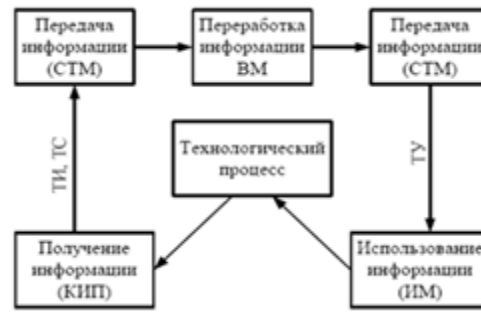 Передача
информации
(СТМ)
Переработка
информации
ВМ
Передача
информации
(СТМ)
ТИ, ТС
Технологический
процесс
ТУ
Получение
информации
(КИП)
Использование
информации
(ИМ)